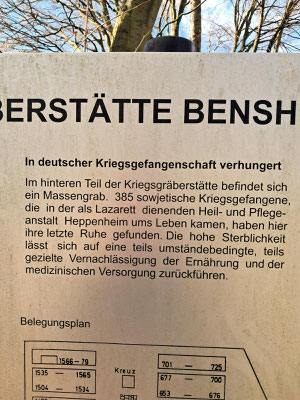 BERSTÄTTE BENSH
In deutscher Kriegsgefangenschaft verhungert
Im hinteren Teil der Kriegsgräberstätte befindet sich
ein Massengrab. 385 sowjetische Kriegsgefangene,
die in der als Lazarett dienenden Heil- und Pflege-
anstalt Heppenheim ums Leben kamen, haben hier
ihre letzte Ruhe gefunden. Die hohe Sterblichkeit
lässt sich auf eine teils umständebedingte, teils
gezielte Vernachlässigung der Ernährung und der
medizinischen Versorgung zurückführen.
Belegungsplan
1566 – 79
1535 – 1565
1504 – 1534
Kreuz
701 – 725
677 – 700
653 – 676